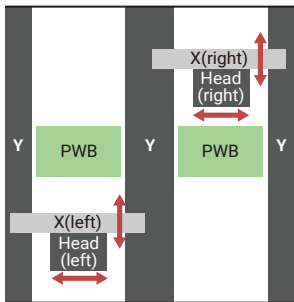 X(right)
Head
(right)
Y
PWB
Y
PWB
Y
X(left)
Head
(left)